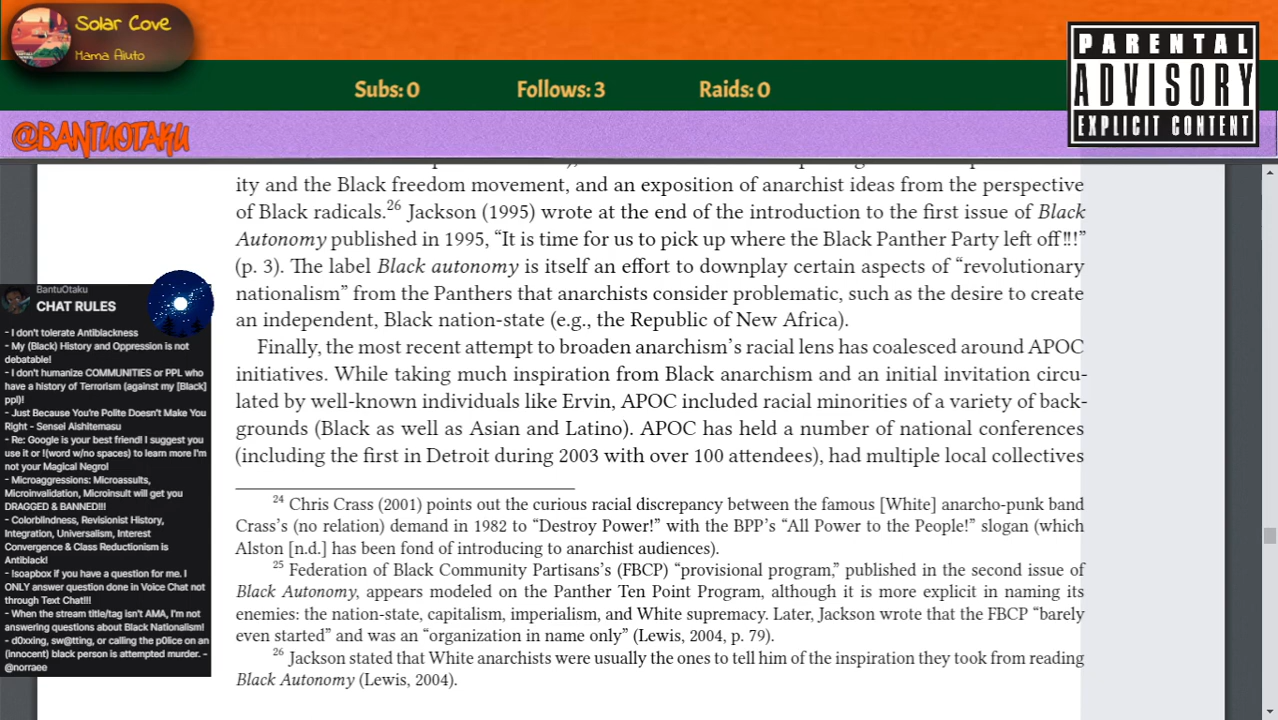 Solar Cove
Mama Aiuto
PARENTAL
ADVISORY
EXPLICIT CONTENT
Subs: 0
Follows: 3
Raids: 0
@BANTUOTAKU
ity and the Black freedom movement, and an exposition of anarchist ideas from the perspective
of Black radicals.26 Jackson (1995) wrote at the end of the introduction to the first issue of Black
Autonomy published in 1995, “It is time for us to pick up where the Black Panther Party left off!!!”
(p. 3). The label Black autonomy is itself an effort to downplay certain aspects of “revolutionary
nationalism” from the Panthers that anarchists consider problematic, such as the desire to create
an independent, Black nation-state (e.g., the Republic of New Africa).
Finally, the most recent attempt to broaden anarchism’s racial lens has coalesced around APOC
initiatives. While taking much inspiration from Black anarchism and an initial invitation circu-
lated by well-known individuals like Ervin, APOC included racial minorities of a variety of back-
grounds (Black as well as Asian and Latino). APOC has held a number of national conferences
(including the first in Detroit during 2003 with over 100 attendees), had multiple local collectives
24 Chris Crass (2001) points out the curious racial discrepancy between the famous [White] anarcho-punk band
Crass’s (no relation) demand in 1982 to “Destroy Power!” with the BPP’s “All Power to the People!” slogan (which
Alston [n.d.] has been fond of introducing to anarchist audiences).
25 Federation of Black Community Partisans’s (FBCP) “provisional program,” published in the second issue of
Black Autonomy, appears modeled on the Panther Ten Point Program, although it is more explicit in naming its
enemies: the nation-state, capitalism, imperialism, and White supremacy. Later, Jackson wrote that the FBCP “barely
even started” and was an “organization in name only” (Lewis, 2004, p. 79).
26 Jackson stated that White anarchists were usually the ones to tell him of the inspiration they took from reading
Black Autonomy (Lewis, 2004).
BantuOtaku
CHAT RULES
- I don't tolerate Antiblackness
- My (Black) History and Oppression is not
debatable!
- I don't humanize COMMUNITIES or PPL who
have a history of Terrorism (against my [Black]
ppl)!
- Just Because You're Polite Doesn't Make You
Right - Sensei Aishitemasu
- Re: Google is your best friend! I suggest you
use it or !(word w/no spaces) to learn more I'm
not your Magical Negro!
- Microaggressions: Microassults,
Microinvalidation, Microinsult will get you
DRAGGED & BANNED!!!
- Colorblindness, Revisionist History,
Integration, Universalism, Interest
Convergence & Class Reductionism is
Antiblack!
- !soapbox if you have a question for me. I
ONLY answer question done in Voice Chat not
through Text Chat!!!
- When the stream title/tag isn't AMA, I'm not
answering questions about Black Nationalism!
- d0xxing, sw@tting, or calling the p0lice on an
(innocent) black person is attempted murder. -
@norraee